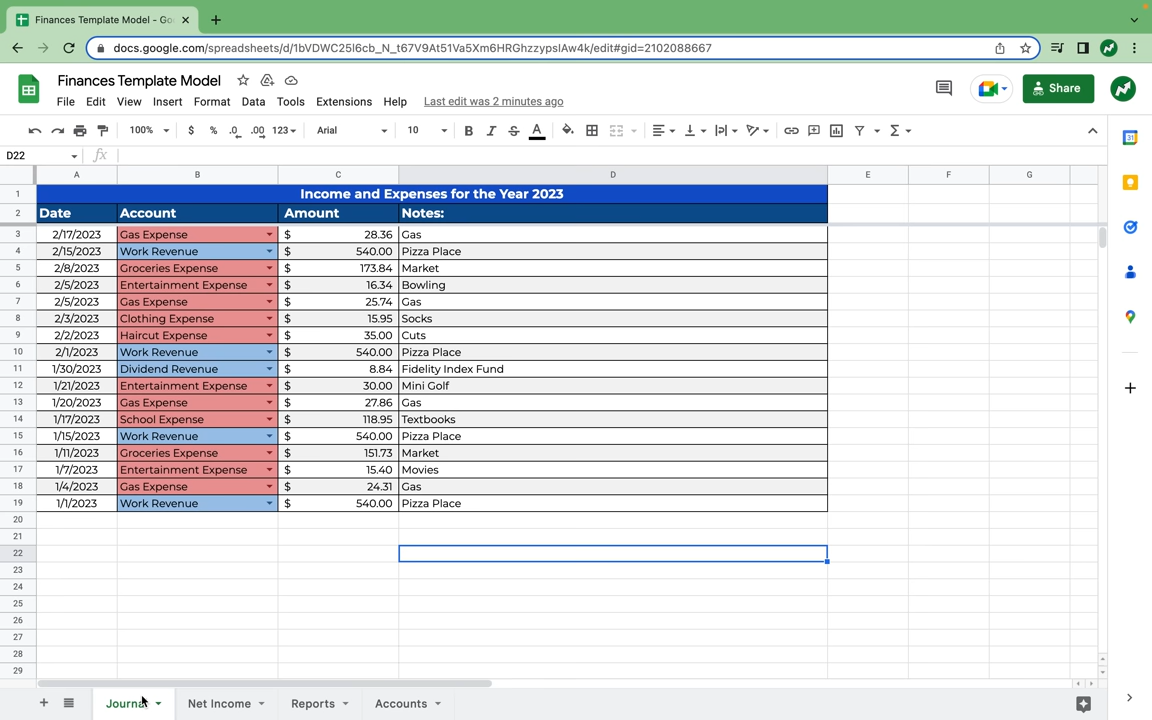 Finances Template Model - Go
docs.google.com/spreadsheets/d/1bVDWC25I6cb_N_t67V9At51Va5Xm6HRGhzzypslAw4k/edit#gid=2102088667
Finances Template Model
File Edit View Insert Format Data Tools Extensions Help Last edit was 2 minutes ago
Share
100% $ % .0 .00 123 Arial 10 B I S A
D22 fx
A B C D E F G
1 Income and Expenses for the Year 2023
2 Date Account Amount Notes:
3 2/17/2023 Gas Expense $ 28.36 Gas
4 2/15/2023 Work Revenue $ 540.00 Pizza Place
5 2/8/2023 Groceries Expense $ 173.84 Market
6 2/5/2023 Entertainment Expense $ 16.34 Bowling
7 2/5/2023 Gas Expense $ 25.74 Gas
8 2/3/2023 Clothing Expense $ 15.95 Socks
9 2/2/2023 Haircut Expense $ 35.00 Cuts
10 2/1/2023 Work Revenue $ 540.00 Pizza Place
11 1/30/2023 Dividend Revenue $ 8.84 Fidelity Index Fund
12 1/21/2023 Entertainment Expense $ 30.00 Mini Golf
13 1/20/2023 Gas Expense $ 27.86 Gas
14 1/17/2023 School Expense $ 118.95 Textbooks
15 1/15/2023 Work Revenue $ 540.00 Pizza Place
16 1/11/2023 Groceries Expense $ 151.73 Market
17 1/7/2023 Entertainment Expense $ 15.40 Movies
18 1/4/2023 Gas Expense $ 24.31 Gas
19 1/1/2023 Work Revenue $ 540.00 Pizza Place
20
21
22
23
24
25
26
27
28
29
Journal Net Income Reports Accounts